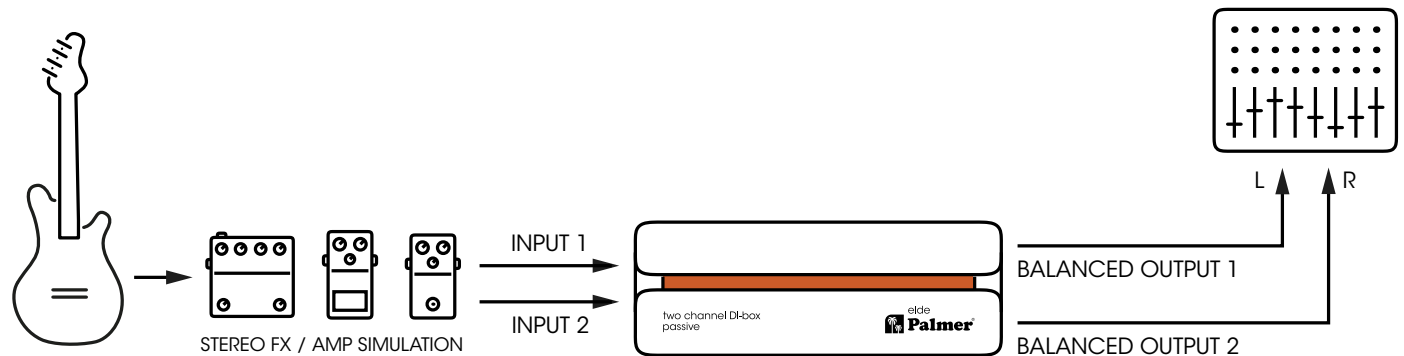 L
R
INPUT 1
BALANCED OUTPUT 1
INPUT 2
two channel DI-box
passive
elde
Palmer®
STEREO FX / AMP SIMULATION
BALANCED OUTPUT 2